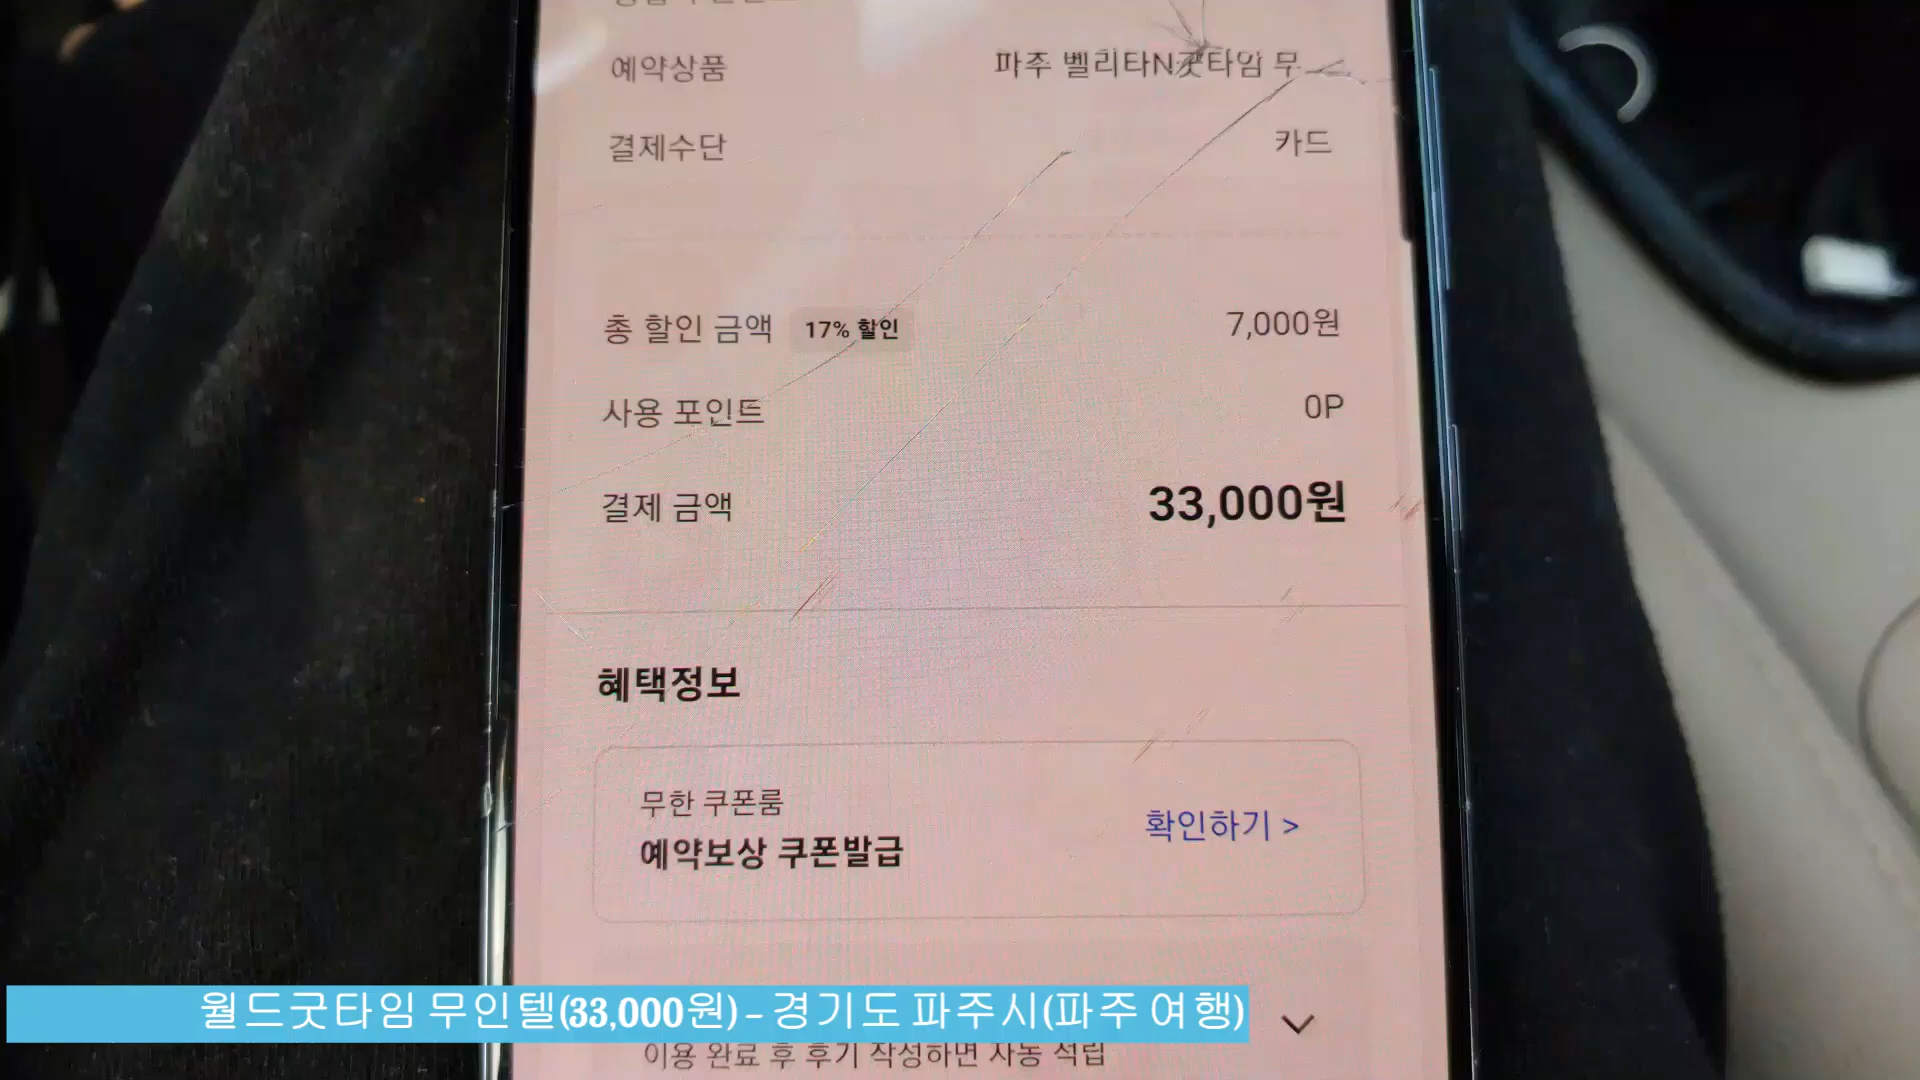 예약상품 파주 벨리타N굿타임 무
결제수단 카드
총 할인 금액 17% 할인 7,000원
사용 포인트 0P
결제 금액 33,000원
혜택정보
무한 쿠폰룸
예약보상 쿠폰발급
확인하기 >
월드굿타임 무인텔(33,000원) – 경기도 파주시(파주 여행)
이용 완료 후 후기 작성하면 자동 적립